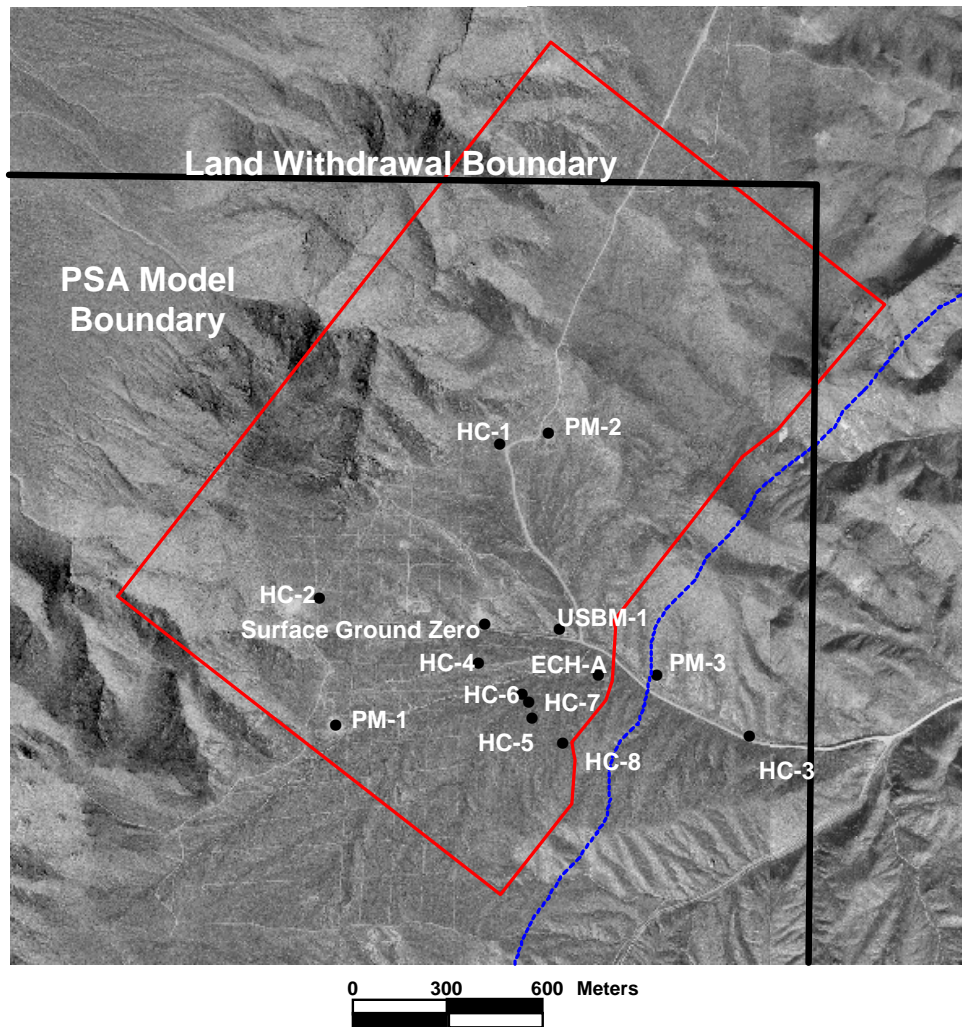 Land Withdrawal Boundary
PSA Model
Boundary
HC-1
PM-2
HC-2
Surface Ground Zero
USBM-1
HC-4
ECH-A
PM-3
HC-6
HC-7
PM-1
HC-5
HC-8
HC-3
0 300 600 Meters